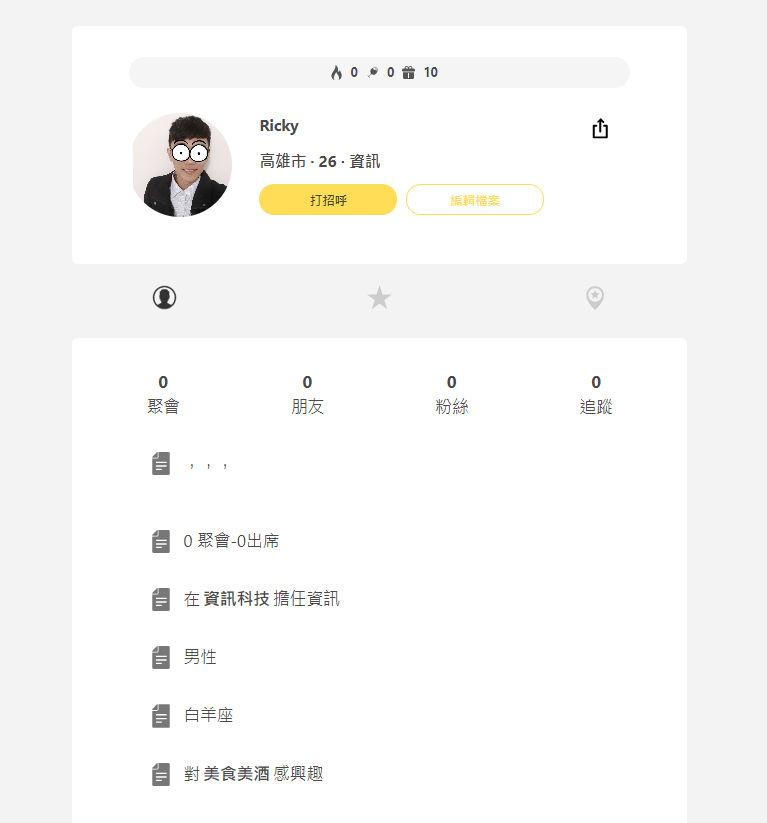 0 0 10
Ricky
高雄市 · 26 · 資訊
打招呼 編輯檔案
0 0 0 0
聚會 朋友 粉絲 追蹤
， ， ，
0 聚會-0出席
在 資訊科技 擔任資訊
男性
白羊座
對 美食美酒 感興趣